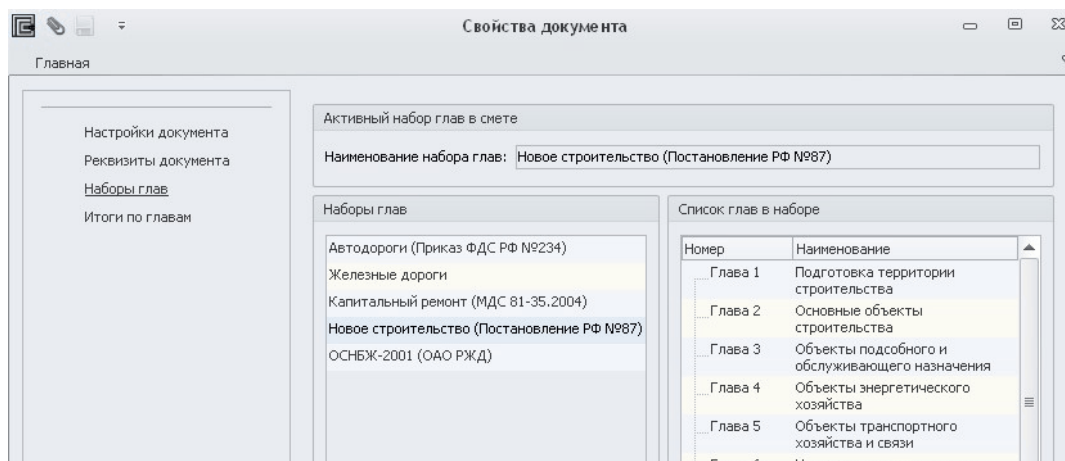 Свойства документа
Главная
Настройки документа
Реквизиты документа
Наборы глав
Итоги по главам
Активный набор глав в смете
Наименование набора глав: Новое строительство (Постановление РФ №87)
Наборы глав
Автодороги (Приказ ФДС РФ №234)
Железные дороги
Капитальный ремонт (МДС 81-35.2004)
Новое строительство (Постановление РФ №87)
ОСНБЖ-2001 (ОАО РЖД)
Список глав в наборе
Номер Наименование
Глава 1 Подготовка территории
строительства
Глава 2 Основные объекты
строительства
Глава 3 Объекты подсобного и
обслуживающего назначения
Глава 4 Объекты энергетического
хозяйства
Глава 5 Объекты транспортного
хозяйства и связи